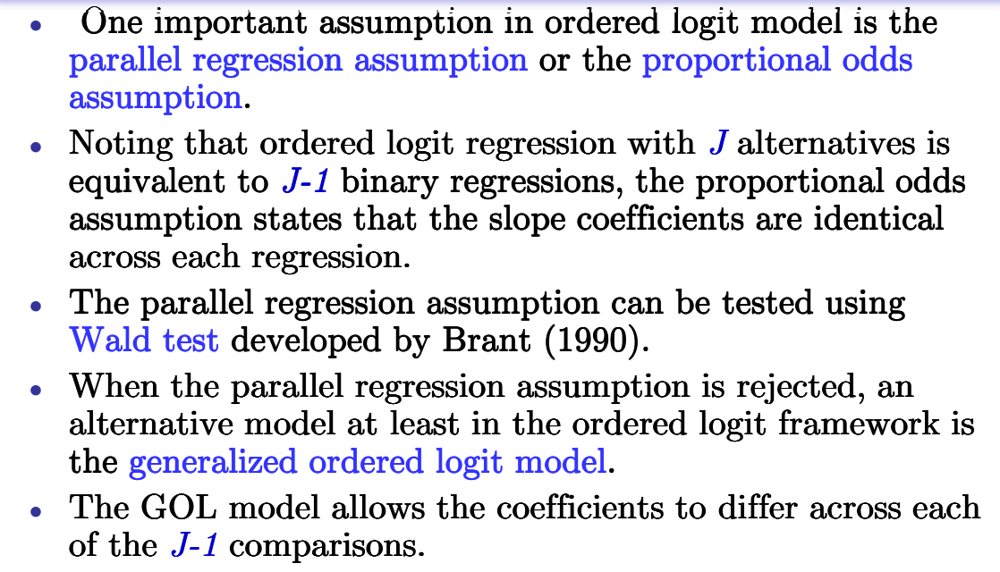 • One important assumption in ordered logit model is the
parallel regression assumption or the proportional odds
assumption.
• Noting that ordered logit regression with J alternatives is
equivalent to J-1 binary regressions, the proportional odds
assumption states that the slope coefficients are identical
across each regression.
• The parallel regression assumption can be tested using
Wald test developed by Brant (1990).
• When the parallel regression assumption is rejected, an
alternative model at least in the ordered logit framework is
the generalized ordered logit model.
• The GOL model allows the coefficients to differ across each
of the J-1 comparisons.